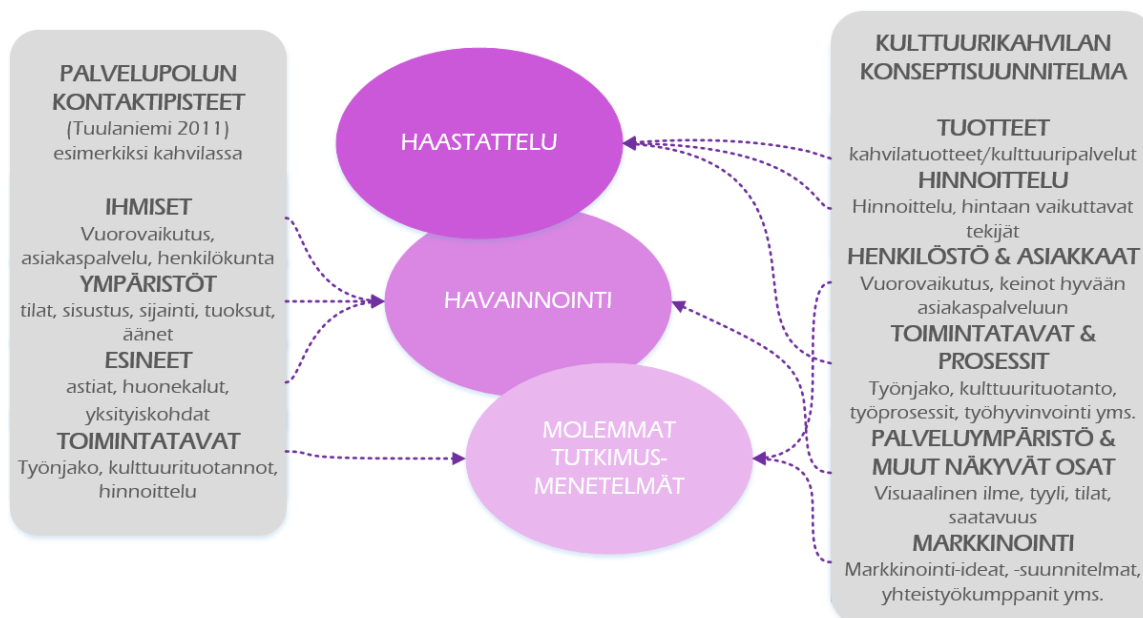 PALVELUPOLUN
KONTAKTIPISTEET
(Tuulaniemi 2011)
esimerkiksi kahvilassa
IHMISET
Vuorovaikutus,
asiakaspalvelu, henkilökunta
YMPÄRISTÖT
tilat, sisustus, sijainti, tuoksut,
äänet
ESINEET
astiat, huonekalut,
yksityiskohdat
TOIMINTATAVAT
Työnjako, kulttuurituotannot,
hinnoittelu
HAASTATTELU
HAVAINNOINTI
MOLEMMAT
TUTKIMUS-
MENETELMÄT
KULTTUURIKAHVILAN
KONSEPTISUUNNITELMA
TUOTTEET
kahvilatuotteet/kulttuuripalvelut
HINNOITTELU
Hinnoittelu, hintaan vaikuttavat
tekijät
HENKILÖSTÖ & ASIAKKAAT
Vuorovaikutus, keinot hyvään
asiakaspalveluun
TOIMINTATAVAT &
PROSESSIT
Työnjako, kulttuurituotanto,
työprosessit, työhyvinvointi yms.
PALVELUYMPÄRISTÖ &
MUUT NÄKYVÄT OSAT
Visuaalinen ilme, tyyli, tilat,
saatavuus
MARKKINOINTI
Markkinointi-ideat, -suunnitelmat,
yhteistyökumppanit yms.